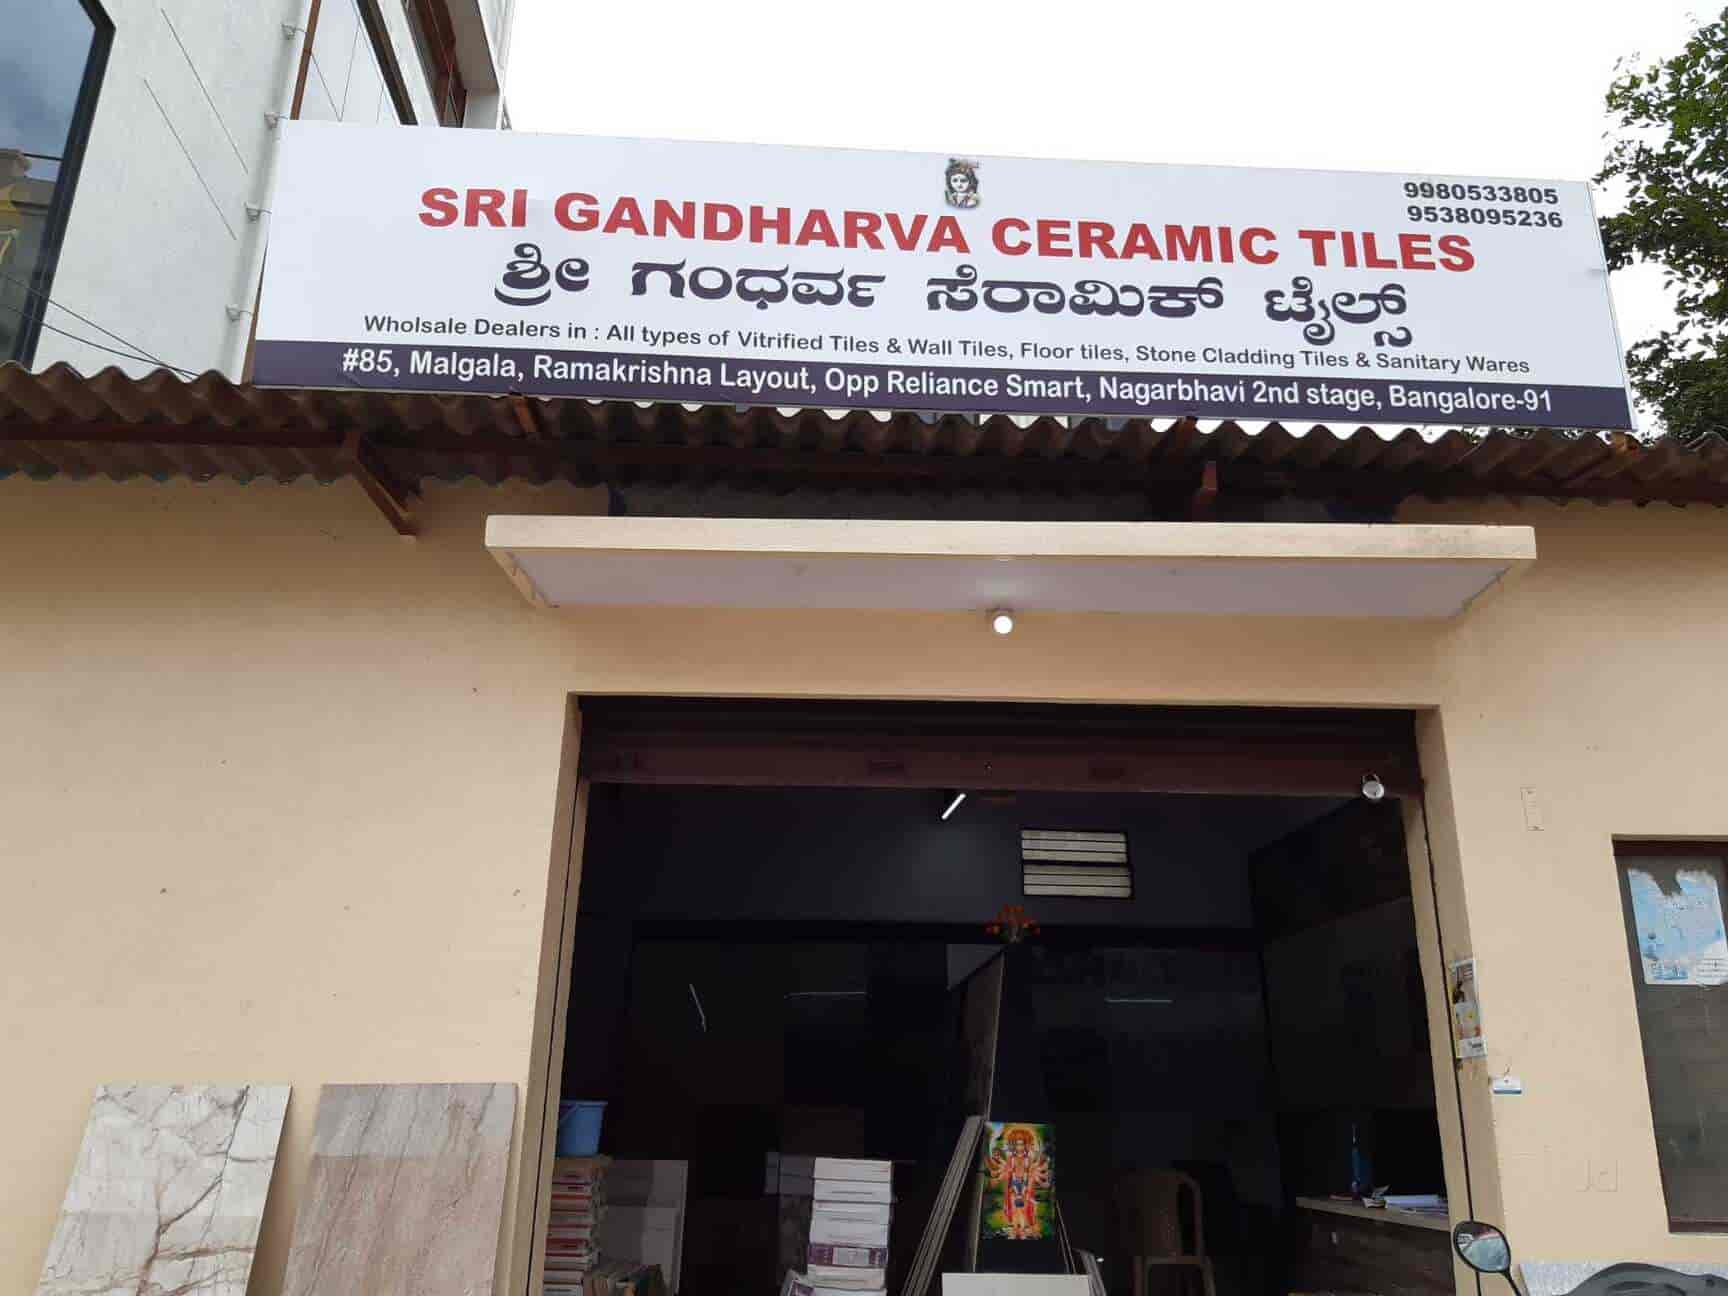 9980533805
9538095236
SRI GANDHARVA CERAMIC TILES
ಶ್ರೀ ಗಂಧರ್ವ ಸೆರಾಮಿಕ್ ಟೈಲ್ಸ್
Wholsale Dealers in : All types of Vitrified Tiles & Wall Tiles, Floor tiles, Stone Cladding Tiles & Sanitary Wares
#85, Malgala, Ramakrishna Layout, Opp Reliance Smart, Nagarbhavi 2nd stage, Bangalore-91
Jd